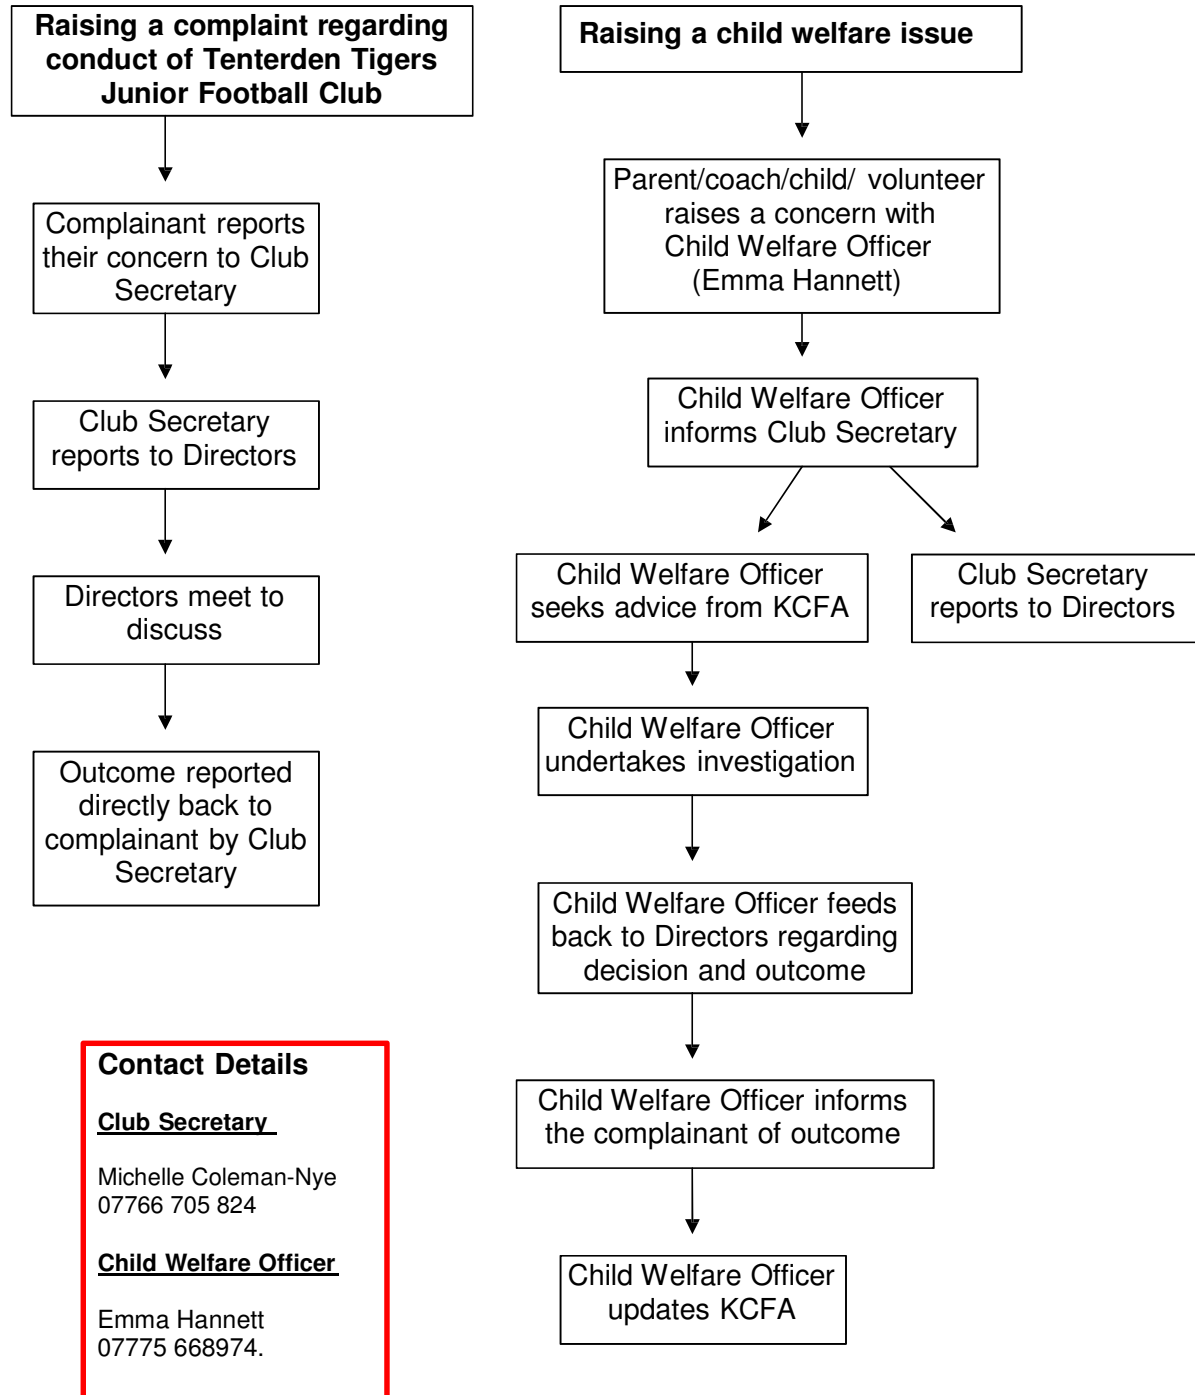 Raising a complaint regarding
conduct of Tenterden Tigers
Junior Football Club
Complainant reports
their concern to Club
Secretary
Club Secretary
reports to Directors
Directors meet to
discuss
Outcome reported
directly back to
complainant by Club
Secretary
Raising a child welfare issue
Parent/coach/child/ volunteer
raises a concern with
Child Welfare Officer
(Emma Hannett)
Child Welfare Officer
informs Club Secretary
Child Welfare Officer
seeks advice from KCFA
Club Secretary
reports to Directors
Child Welfare Officer
undertakes investigation
Child Welfare Officer feeds
back to Directors regarding
decision and outcome
Child Welfare Officer informs
the complainant of outcome
Child Welfare Officer
updates KCFA
Contact Details
Club Secretary
Michelle Coleman-Nye
07766 705 824
Child Welfare Officer
Emma Hannett
07775 668974.